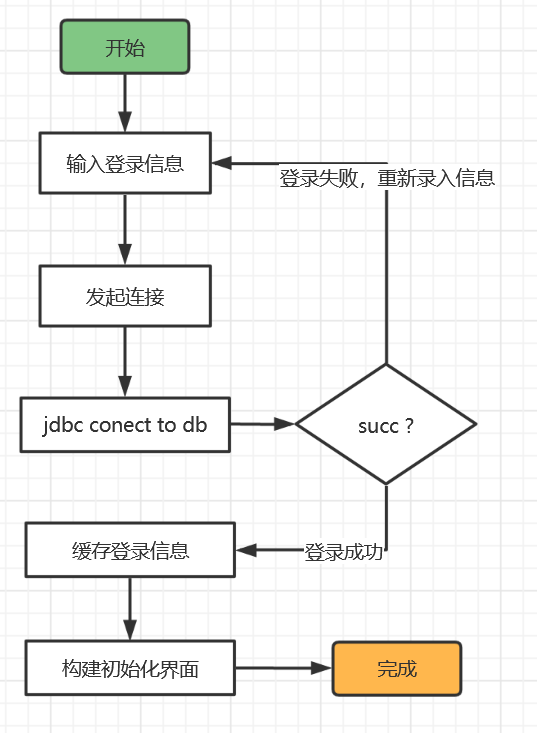 开始
输入登录信息
登录失败，重新录入信息
发起连接
jdbc conect to db
succ ?
缓存登录信息
登录成功
构建初始化界面
完成